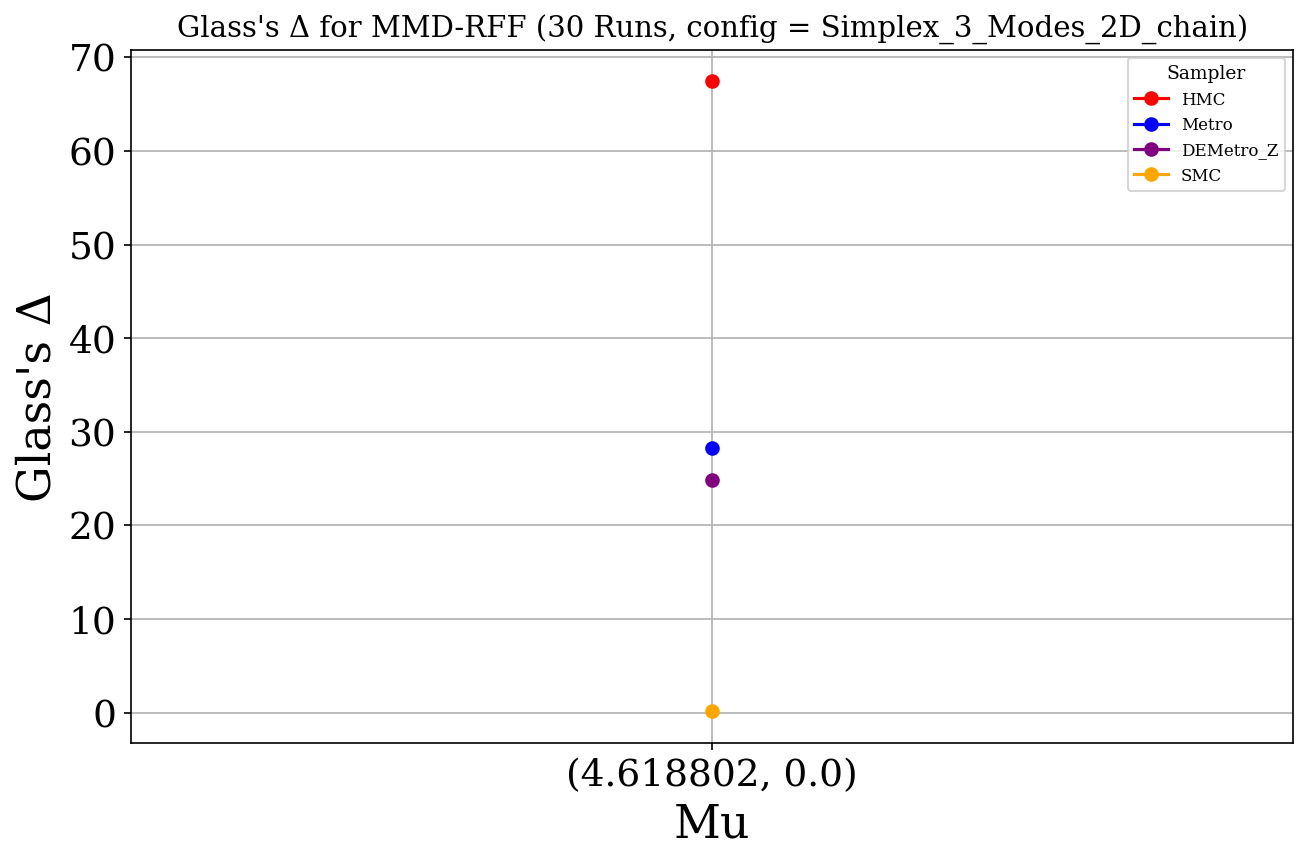 Glass's Δ for MMD-RFF (30 Runs, config = Simplex_3_Modes_2D_chain)
Sampler
HMC
Metro
DEMetro_Z
SMC
Glass's Δ
70
60
50
40
30
20
10
0
(4.618802, 0.0)
Mu